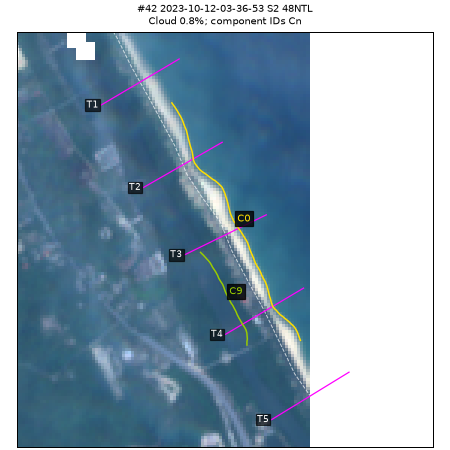 #42 2023-10-12-03-36-53 S2 48NTL
Cloud 0.8%; component IDs Cn
T1
T2
C0
T3
C9
T4
T5